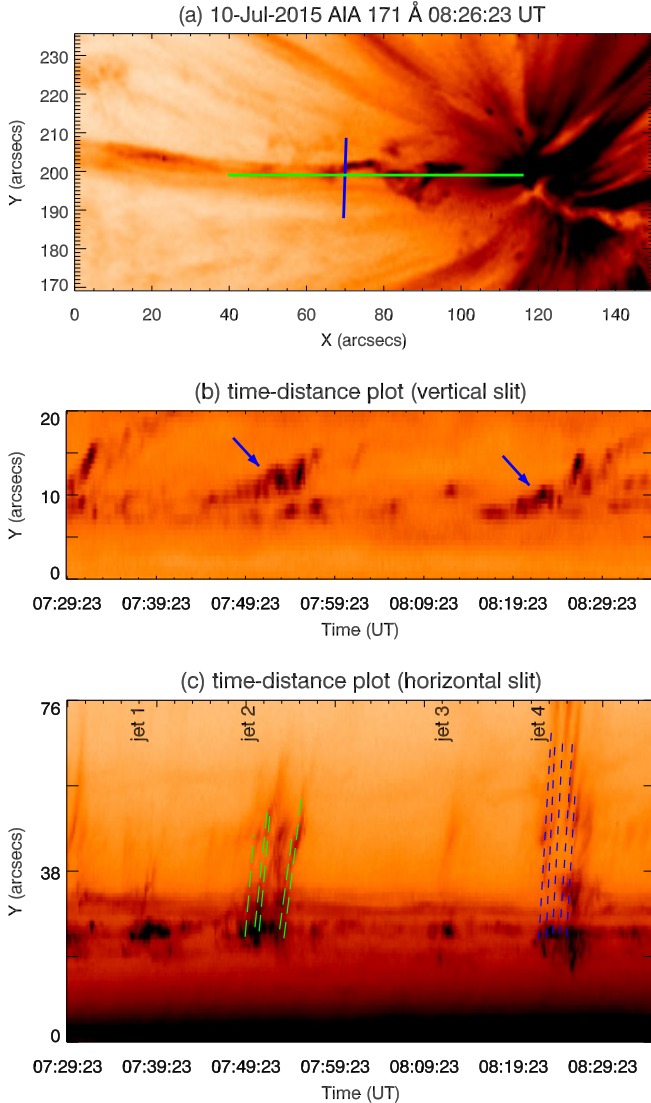 (a) 10-Jul-2015 AIA 171 Å 08:26:23 UT
230
220
210
200
190
180
170
Y (arcsecs)
0 20 40 60 80 100 120 140
X (arcsecs)
(b) time-distance plot (vertical slit)
20
10
0
Y (arcsecs)
07:29:23 07:39:23 07:49:23 07:59:23 08:09:23 08:19:23 08:29:23
Time (UT)
(c) time-distance plot (horizontal slit)
76
38
0
Y (arcsecs)
jet 1
jet 2
jet 3
jet 4
07:29:23 07:39:23 07:49:23 07:59:23 08:09:23 08:19:23 08:29:23
Time (UT)